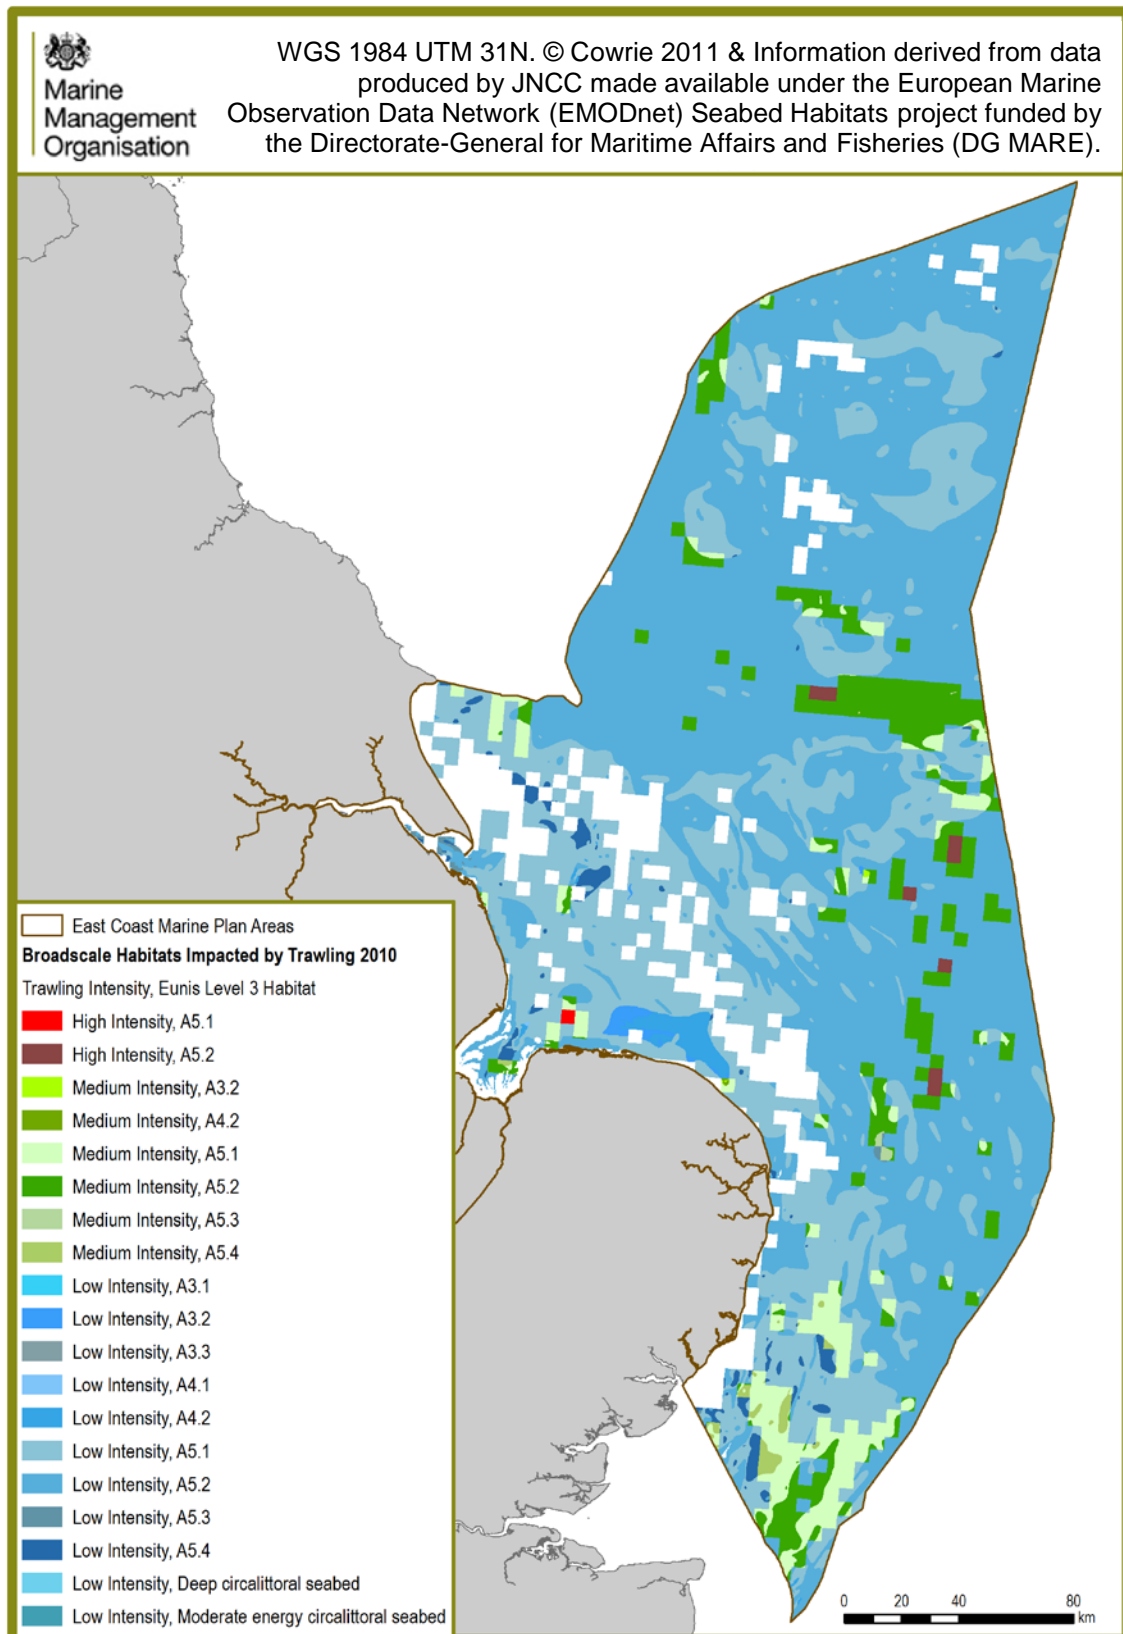 Marine
Management
Organisation
WGS 1984 UTM 31N. © Cowrie 2011 & Information derived from data
produced by JNCC made available under the European Marine
Observation Data Network (EMODnet) Seabed Habitats project funded by
the Directorate-General for Maritime Affairs and Fisheries (DG MARE).
East Coast Marine Plan Areas
Broadscale Habitats Impacted by Trawling 2010
Trawling Intensity, Eunis Level 3 Habitat
High Intensity, A5.1
High Intensity, A5.2
Medium Intensity, A3.2
Medium Intensity, A4.2
Medium Intensity, A5.1
Medium Intensity, A5.2
Medium Intensity, A5.3
Medium Intensity, A5.4
Low Intensity, A3.1
Low Intensity, A3.2
Low Intensity, A3.3
Low Intensity, A4.1
Low Intensity, A4.2
Low Intensity, A5.1
Low Intensity, A5.2
Low Intensity, A5.3
Low Intensity, A5.4
Low Intensity, Deep circalittoral seabed
Low Intensity, Moderate energy circalittoral seabed
0 20 40 80
km